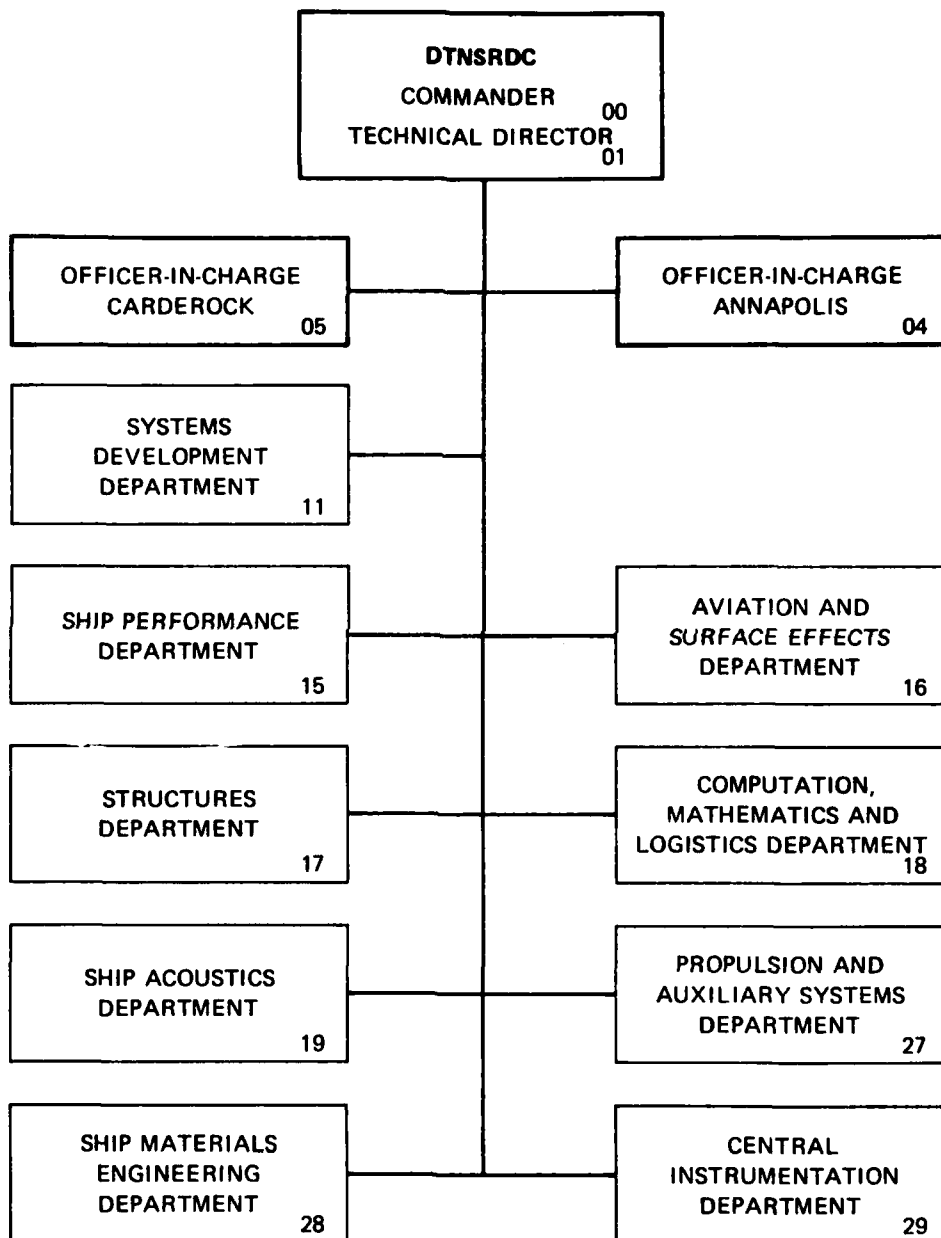 DTNSRDC
COMMANDER
00
TECHNICAL DIRECTOR
01
OFFICER-IN-CHARGE
CARDEROCK
05
OFFICER-IN-CHARGE
ANNAPOLIS
04
SYSTEMS
DEVELOPMENT
DEPARTMENT
11
SHIP PERFORMANCE
DEPARTMENT
15
AVIATION AND
SURFACE EFFECTS
DEPARTMENT
16
STRUCTURES
DEPARTMENT
17
COMPUTATION,
MATHEMATICS AND
LOGISTICS DEPARTMENT
18
SHIP ACOUSTICS
DEPARTMENT
19
PROPULSION AND
AUXILIARY SYSTEMS
DEPARTMENT
27
SHIP MATERIALS
ENGINEERING
DEPARTMENT
28
CENTRAL
INSTRUMENTATION
DEPARTMENT
29